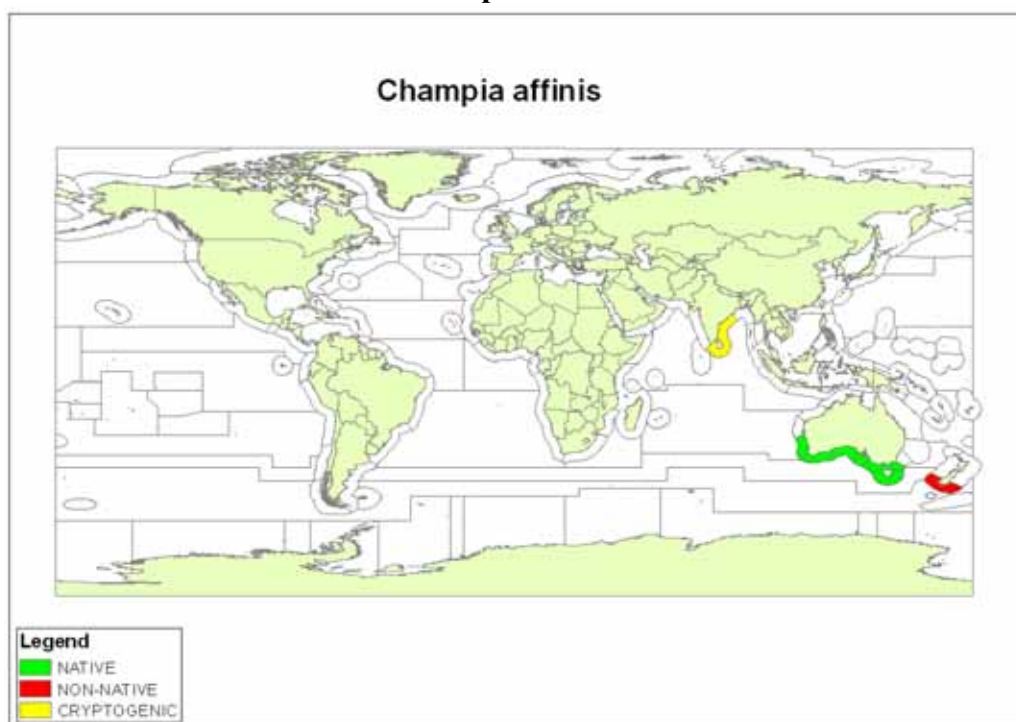 Champia affinis
Legend
NATIVE
NON-NATIVE
CRYPTOGENIC